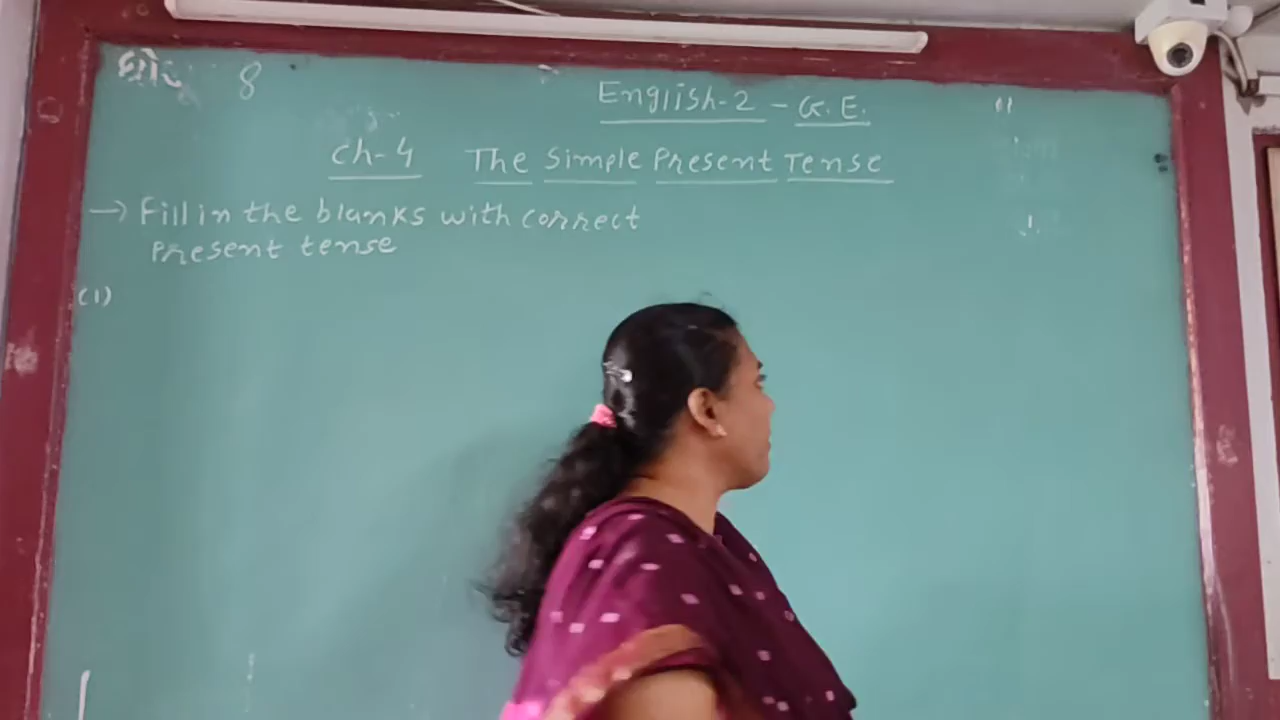 ધો. 8
English-2 - G.E.
Ch-4 The Simple Present Tense
→ Fill in the blanks with correct
Present tense
(1)